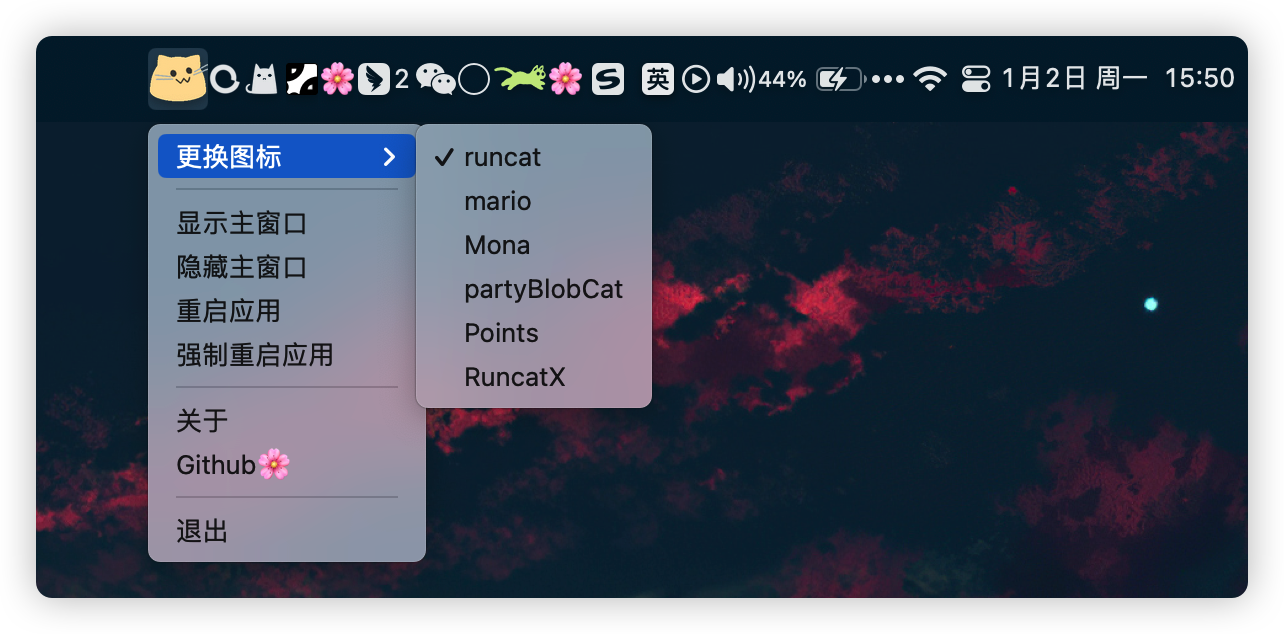 2 英 44% 1月2日 周一 15:50
更换图标
显示主窗口
隐藏主窗口
重启应用
强制重启应用
关于
Github🌸
退出
✓ runcat
mario
Mona
partyBlobCat
Points
RuncatX